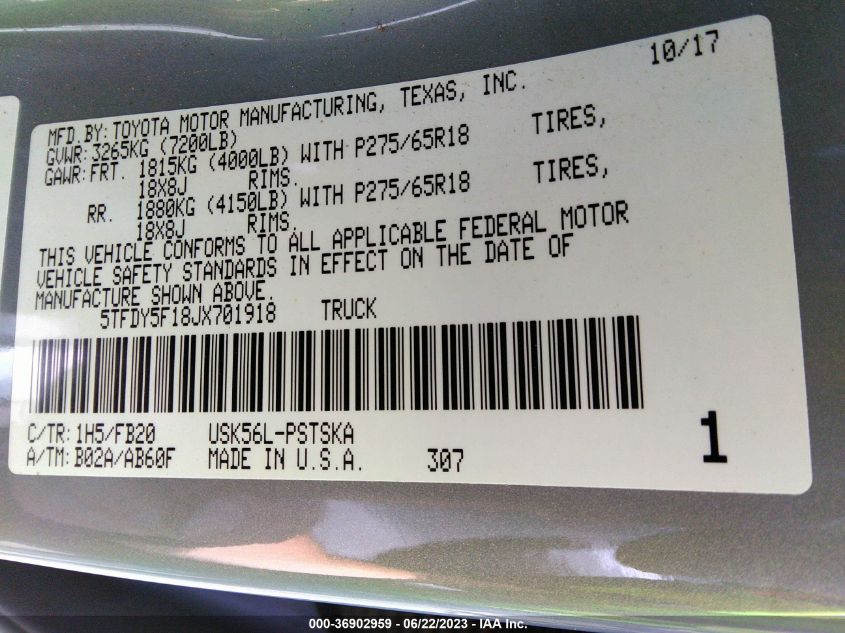 10/17
MFD.BY:TOYOTA MOTOR MANUFACTURING, TEXAS, INC.
GVWR:3265KG (7200LB)
GAWR:FRT. 1815KG (4000LB) WITH P275/65R18 TIRES,
18X8J RIMS.
RR. 1880KG (4150LB) WITH P275/65R18 TIRES,
18X8J RIMS.
THIS VEHICLE CONFORMS TO ALL APPLICABLE FEDERAL MOTOR
VEHICLE SAFETY STANDARDS IN EFFECT ON THE DATE OF
MANUFACTURE SHOWN ABOVE.
5TFDY5F18JX701918 TRUCK
C/TR:1H5/FB20 USK56L-PSTSKA
A/TM:B02A/AB60F MADE IN U.S.A. 307
1
000-36902959 - 06/22/2023 - IAA Inc.